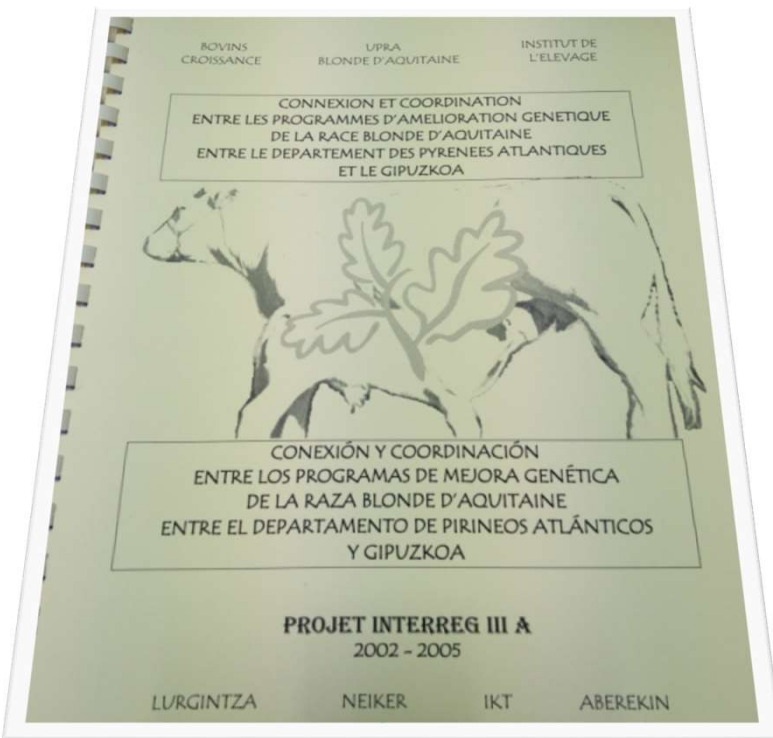 BOVINS
CROISSANCE
UPRA
BLONDE D'AQUITAINE
INSTITUT DE
L'ELEVAGE
CONNEXION ET COORDINATION
ENTRE LES PROGRAMMES D'AMELIORATION GENETIQUE
DE LA RACE BLONDE D'AQUITAINE
ENTRE LE DEPARTEMENT DES PYRENEES ATLANTIQUES
ET LE GIPUZKOA
CONEXIÓN Y COORDINACIÓN
ENTRE LOS PROGRAMAS DE MEJORA GENÉTICA
DE LA RAZA BLONDE D'AQUITAINE
ENTRE EL DEPARTAMENTO DE PIRINEOS ATLÁNTICOS
Y GIPUZKOA
PROJET INTERREG III A
2002 - 2005
LURGINTZA NEIKER IKT ABEREKIN